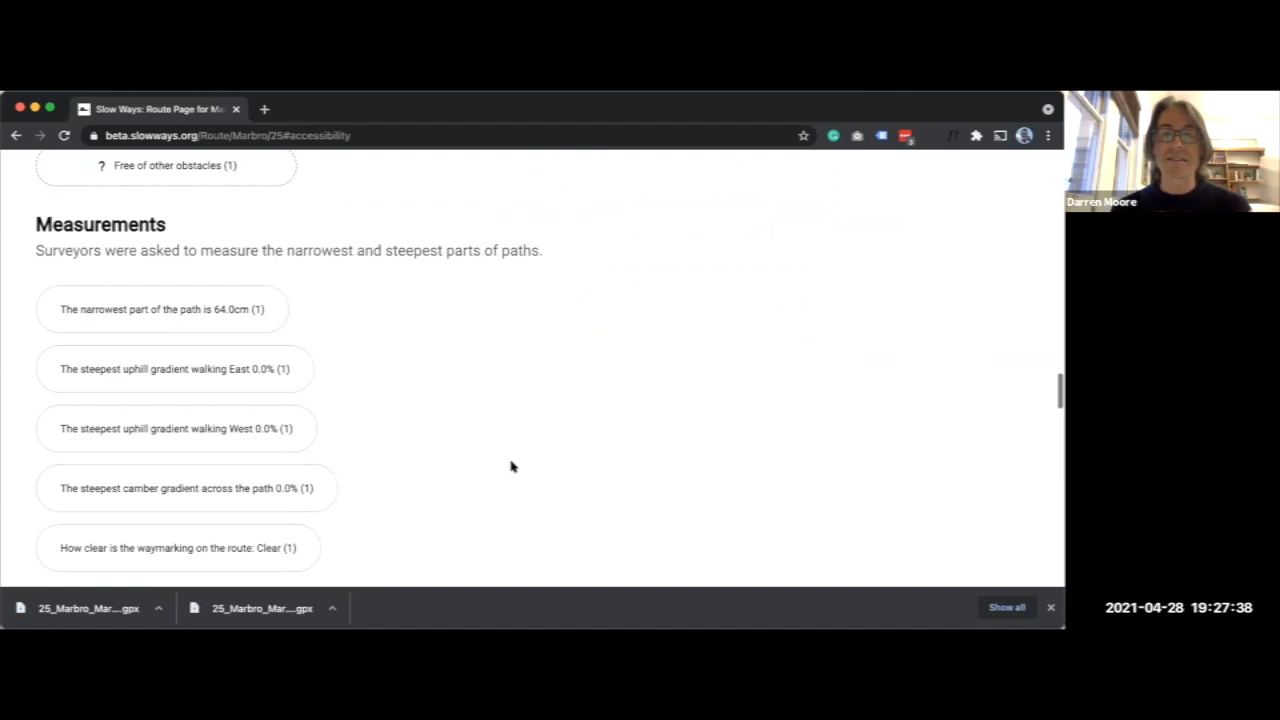 Slow Ways: Route Page for Ma
beta.slowways.org/Route/Marbro/25#accessibility
? Free of other obstacles (1)
Measurements
Surveyors were asked to measure the narrowest and steepest parts of paths.
The narrowest part of the path is 64.0cm (1)
The steepest uphill gradient walking East 0.0% (1)
The steepest uphill gradient walking West 0.0% (1)
The steepest camber gradient across the path 0.0% (1)
How clear is the waymarking on the route: Clear (1)
25_Marbro_Mar....gpx
25_Marbro_Mar....gpx
Show all
Darren Moore
2021-04-28 19:27:38